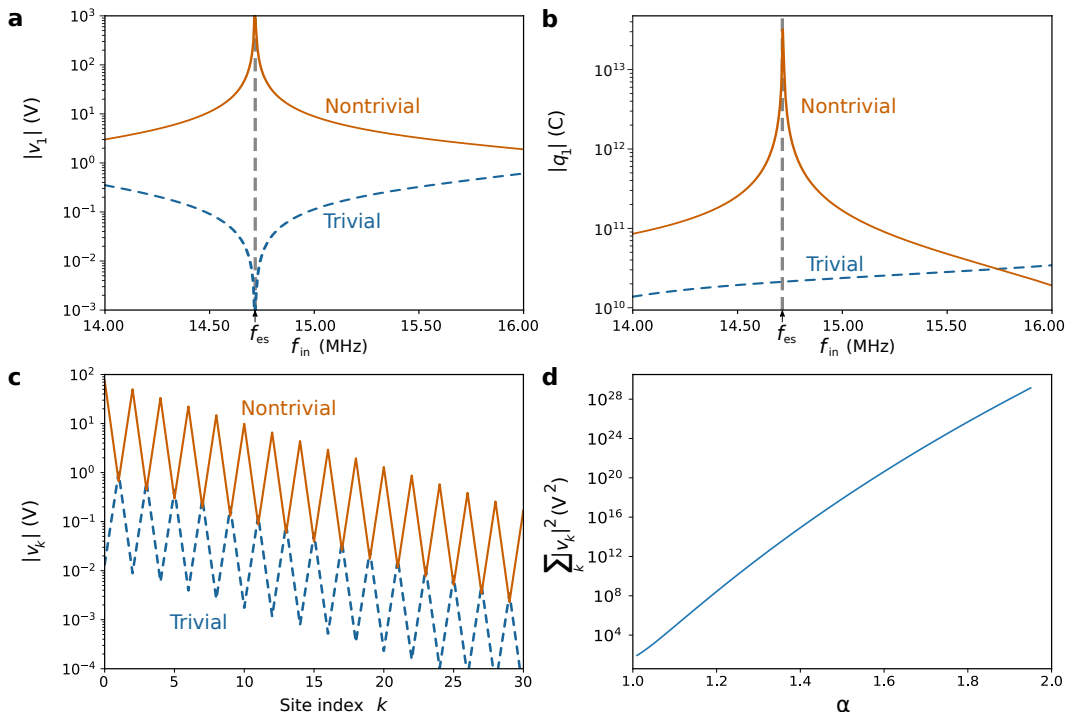 a
10³
10²
10¹
10⁰
10⁻¹
10⁻²
10⁻³
|v₁| (V)
Nontrivial
Trivial
14.00
14.50
15.00
15.50
16.00
f_es
f_in (MHz)
b
10¹³
10¹²
10¹¹
10¹⁰
|q₁| (C)
Nontrivial
Trivial
14.00
14.50
15.00
15.50
16.00
f_es
f_in (MHz)
c
10²
10¹
10⁰
10⁻¹
10⁻²
10⁻³
10⁻⁴
|v_k| (V)
Nontrivial
Trivial
0
5
10
15
20
25
30
Site index k
d
10²⁸
10²⁴
10²⁰
10¹⁶
10¹²
10⁸
10⁴
∑_k |v_k|² (V²)
1.0
1.2
1.4
1.6
1.8
2.0
α